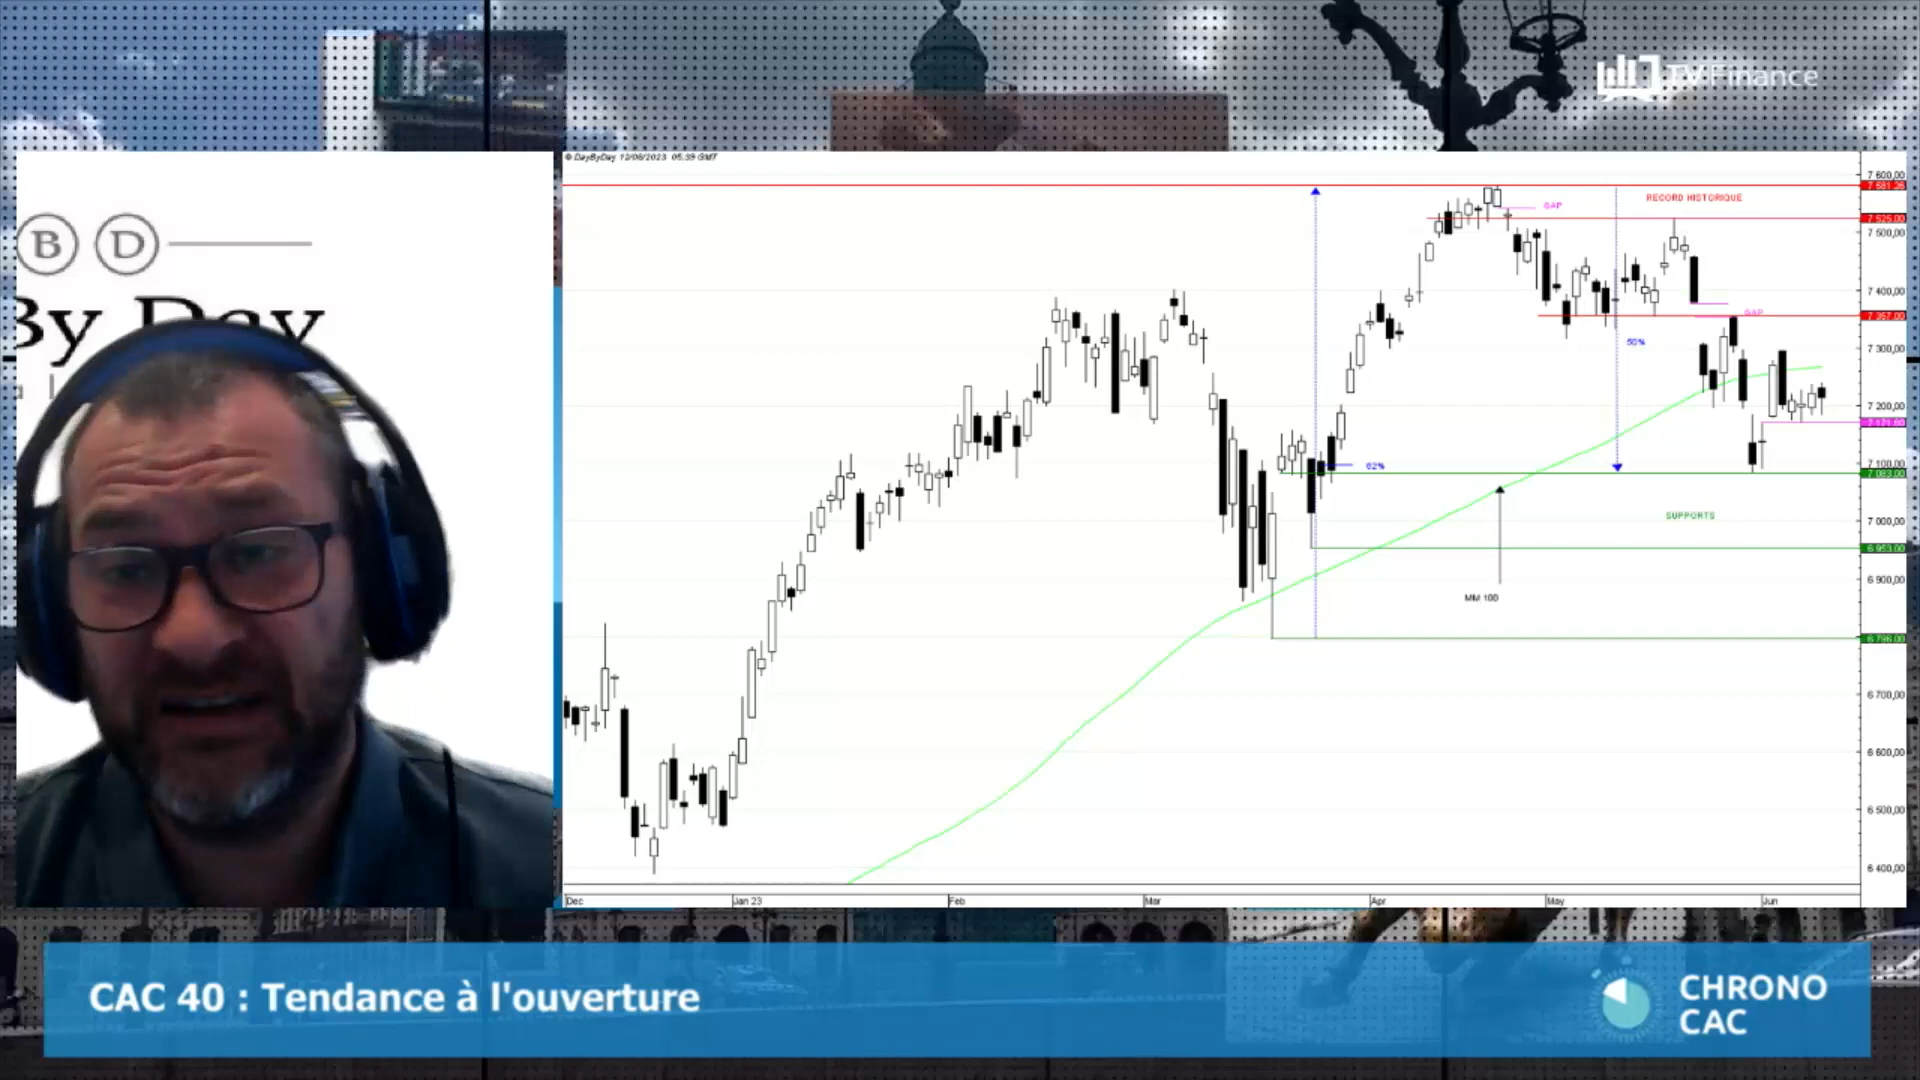 TVFinance
© DayByDay 12/06/2023 05:39 GMT
B D
By Day
7 600,00
7 581,26
RECORD HISTORIQUE
GAP
7 525,00
7 500,00
7 400,00
GAP
7 357,00
50%
7 300,00
7 200,00
7 100,00
62%
7 083,00
SUPPORTS
7 000,00
6 953,00
6 900,00
MM 100
6 796,00
6 700,00
6 600,00
6 500,00
6 400,00
Dec Jan 23 Feb Mar Apr May Jun
CAC 40 : Tendance à l'ouverture
CHRONO
CAC